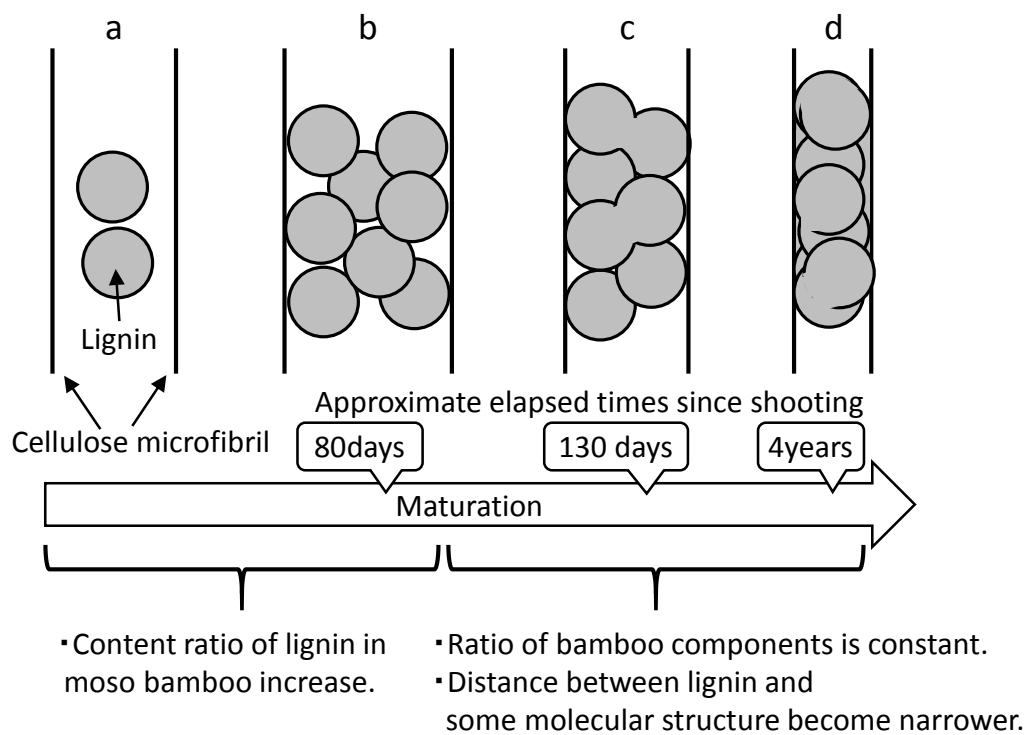 a
b
c
d
Lignin
Cellulose microfibril
Approximate elapsed times since shooting
80days
130 days
4years
Maturation
・Content ratio of lignin in
moso bamboo increase.
・Ratio of bamboo components is constant.
・Distance between lignin and
some molecular structure become narrower.